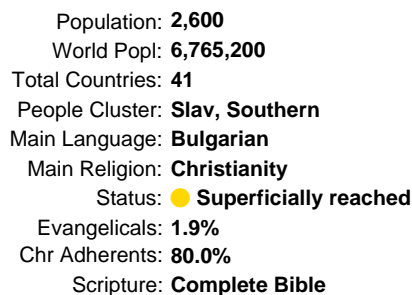 Population: 2,600
World Popl: 6,765,200
Total Countries: 41
People Cluster: Slav, Southern
Main Language: Bulgarian
Main Religion: Christianity
Status: Superficially reached
Evangelicals: 1.9%
Chr Adherents: 80.0%
Scripture: Complete Bible